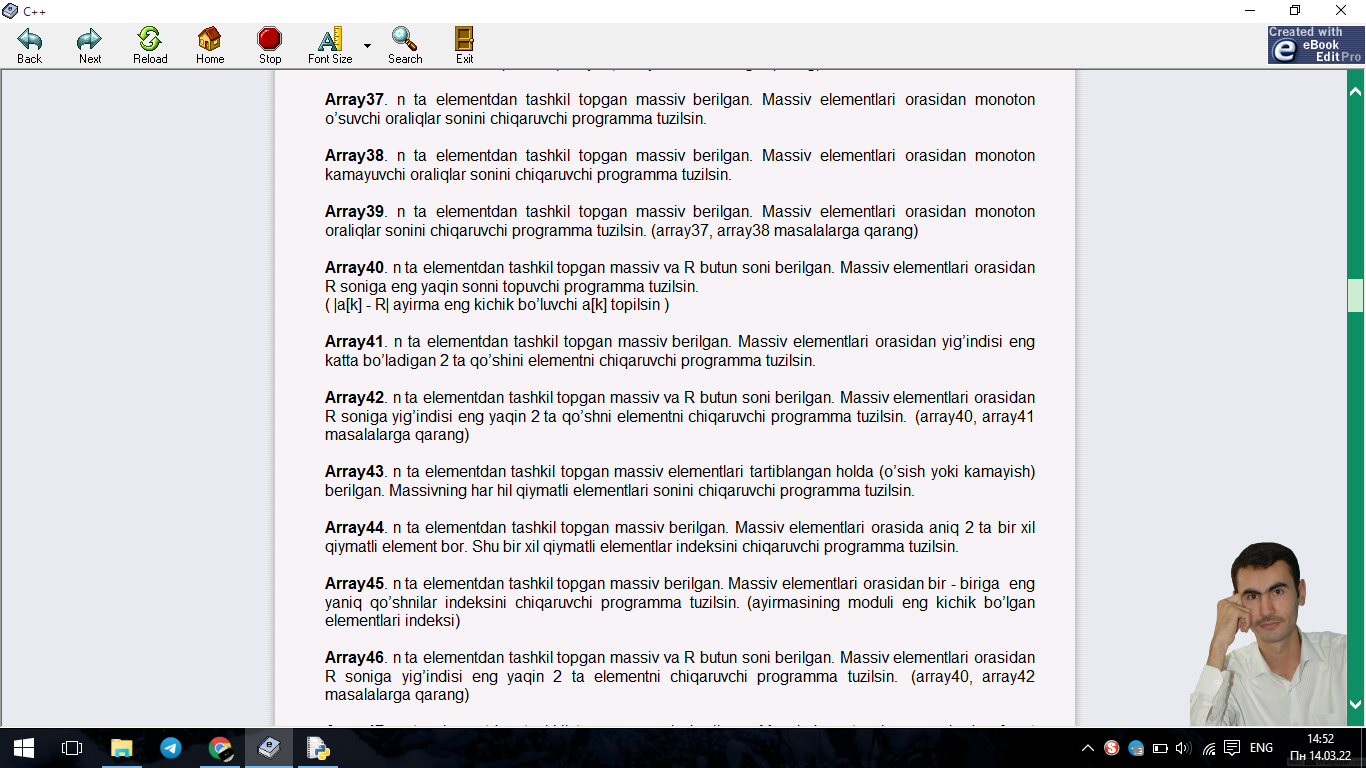 C++
Back Next Reload Home Stop Font Size Search Exit
Created with
eBook
EditPro
Array37. n ta elementdan tashkil topgan massiv berilgan. Massiv elementlari orasidan monoton
o’suvchi oraliqlar sonini chiqaruvchi programma tuzilsin.
Array38. n ta elementdan tashkil topgan massiv berilgan. Massiv elementlari orasidan monoton
kamayuvchi oraliqlar sonini chiqaruvchi programma tuzilsin.
Array39. n ta elementdan tashkil topgan massiv berilgan. Massiv elementlari orasidan monoton
oraliqlar sonini chiqaruvchi programma tuzilsin. (array37, array38 masalalarga qarang)
Array40. n ta elementdan tashkil topgan massiv va R butun soni berilgan. Massiv elementlari orasidan
R soniga eng yaqin sonni topuvchi programma tuzilsin.
( |a[k] - R| ayirma eng kichik bo’luvchi a[k] topilsin )
Array41. n ta elementdan tashkil topgan massiv berilgan. Massiv elementlari orasidan yig’indisi eng
katta bo’ladigan 2 ta qo’shini elementni chiqaruvchi programma tuzilsin.
Array42. n ta elementdan tashkil topgan massiv va R butun soni berilgan. Massiv elementlari orasidan
R soniga yig’indisi eng yaqin 2 ta qo’shni elementni chiqaruvchi programma tuzilsin. (array40, array41
masalalarga qarang)
Array43. n ta elementdan tashkil topgan massiv elementlari tartiblangan holda (o’sish yoki kamayish)
berilgan. Massivning har hil qiymatli elementlari sonini chiqaruvchi programma tuzilsin.
Array44. n ta elementdan tashkil topgan massiv berilgan. Massiv elementlari orasida aniq 2 ta bir xil
qiymatli element bor. Shu bir xil qiymatli elementlar indeksini chiqaruvchi programma tuzilsin.
Array45. n ta elementdan tashkil topgan massiv berilgan. Massiv elementlari orasidan bir - biriga eng
yaniq qo’shnilar indeksini chiqaruvchi programma tuzilsin. (ayirmasining moduli eng kichik bo’lgan
elementlari indeksi)
Array46. n ta elementdan tashkil topgan massiv va R butun soni berilgan. Massiv elementlari orasidan
R soniga yig’indisi eng yaqin 2 ta elementni chiqaruvchi programma tuzilsin. (array40, array42
masalalarga qarang)
ENG
14:52
Пн 14.03.22